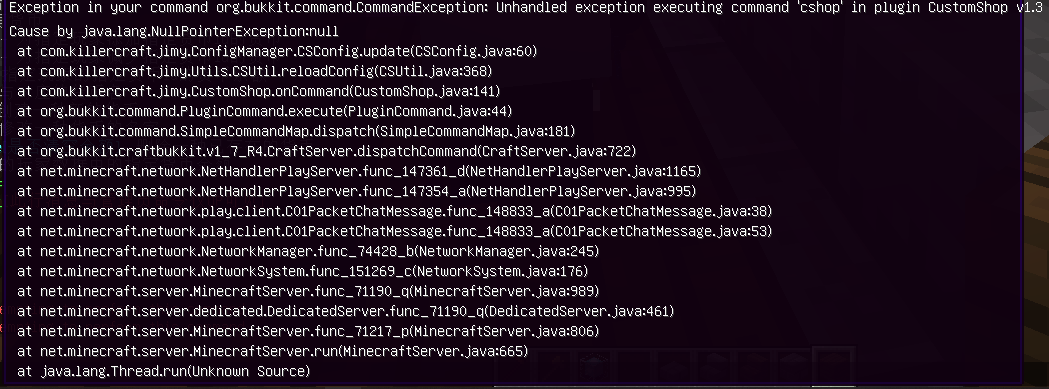 Exception in your command org.bukkit.command.CommandException: Unhandled exception executing command 'cshop' in plugin CustomShop v1.3
Cause by java.lang.NullPointerException:null
at com.killercraft.jimy.ConfigManager.CSConfig.update(CSConfig.java:60)
at com.killercraft.jimy.Utils.CSUtil.reloadConfig(CSUtil.java:368)
at com.killercraft.jimy.CustomShop.onCommand(CustomShop.java:141)
at org.bukkit.command.PluginCommand.execute(PluginCommand.java:44)
at org.bukkit.command.SimpleCommandMap.dispatch(SimpleCommandMap.java:181)
at org.bukkit.craftbukkit.v1_7_R4.CraftServer.dispatchCommand(CraftServer.java:722)
at net.minecraft.network.NetHandlerPlayServer.func_147361_d(NetHandlerPlayServer.java:1165)
at net.minecraft.network.NetHandlerPlayServer.func_147354_a(NetHandlerPlayServer.java:995)
at net.minecraft.network.play.client.C01PacketChatMessage.func_148833_a(C01PacketChatMessage.java:38)
at net.minecraft.network.play.client.C01PacketChatMessage.func_148833_a(C01PacketChatMessage.java:53)
at net.minecraft.network.NetworkManager.func_74428_b(NetworkManager.java:245)
at net.minecraft.network.NetworkSystem.func_151269_c(NetworkSystem.java:176)
at net.minecraft.server.MinecraftServer.func_71190_q(MinecraftServer.java:989)
at net.minecraft.server.dedicated.DedicatedServer.func_71190_q(DedicatedServer.java:461)
at net.minecraft.server.MinecraftServer.func_71217_p(MinecraftServer.java:806)
at net.minecraft.server.MinecraftServer.run(MinecraftServer.java:665)
at java.lang.Thread.run(Unknown Source)